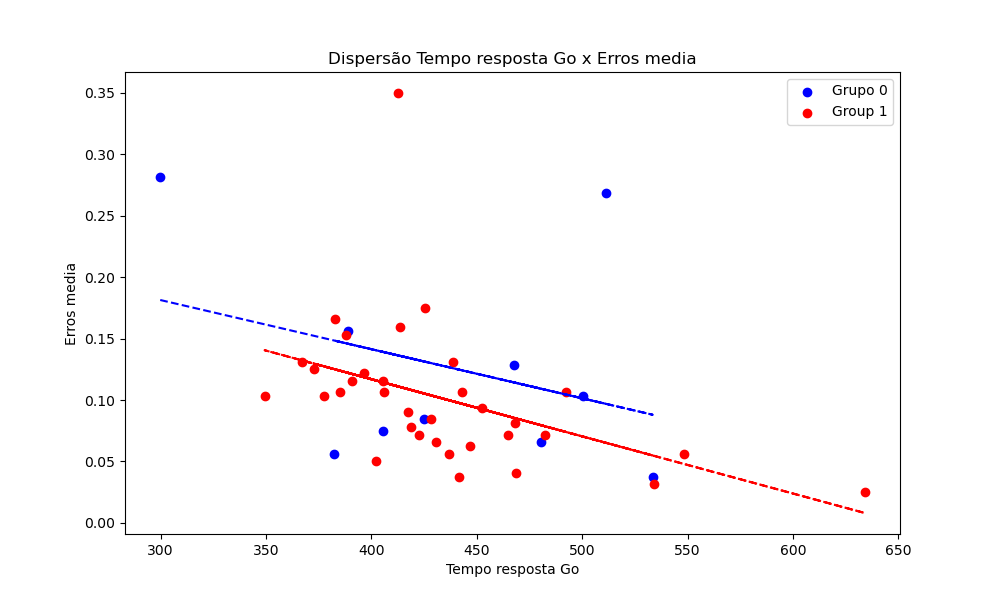 Dispersão Tempo resposta Go x Erros media
Grupo 0
Group 1
Erros media
0.35
0.30
0.25
0.20
0.15
0.10
0.05
0.00
300 350 400 450 500 550 600 650
Tempo resposta Go